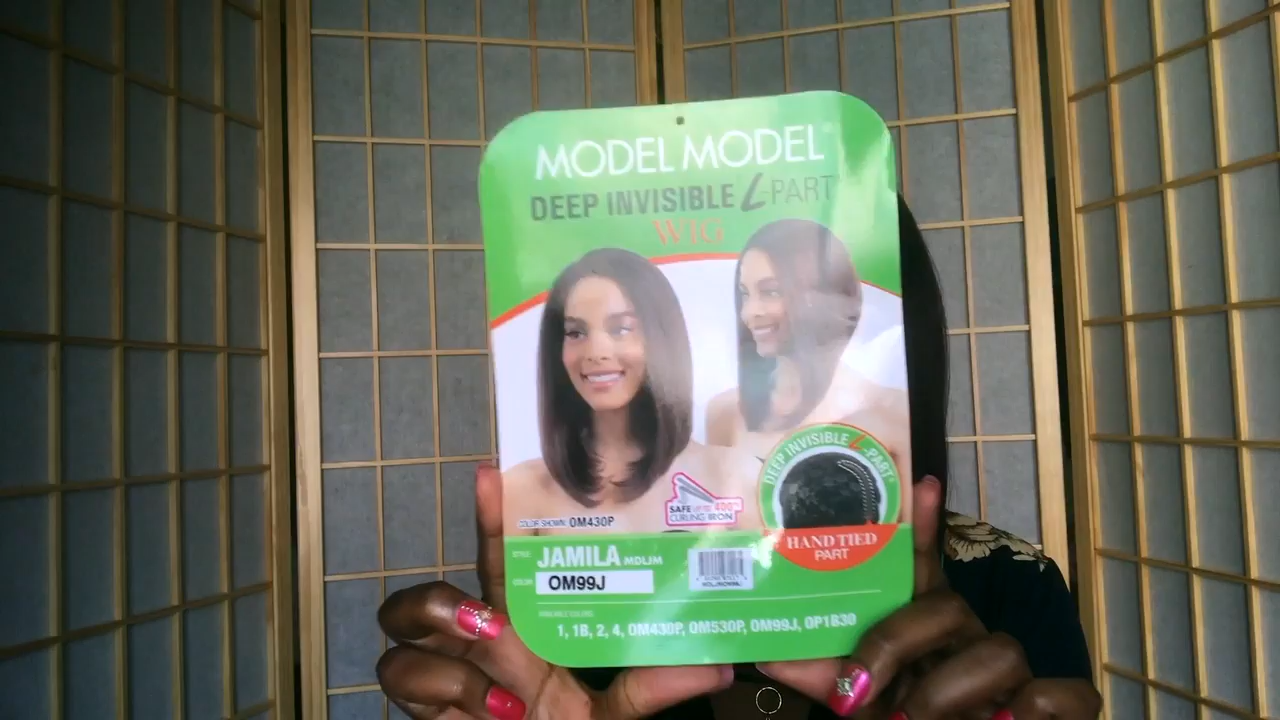 MODEL MODEL
DEEP INVISIBLE L-PART
WIG
DEEP INVISIBLE L-PART
HAND TIED
PART
SAFE UP TO 400°F
CURLING IRON
COLOR SHOWN: OM430P
STYLE: JAMILA MDLJM
COLOR: OM99J
AVAILABLE COLORS
1, 1B, 2, 4, OM430P, OM530P, OM99J, OP1B30